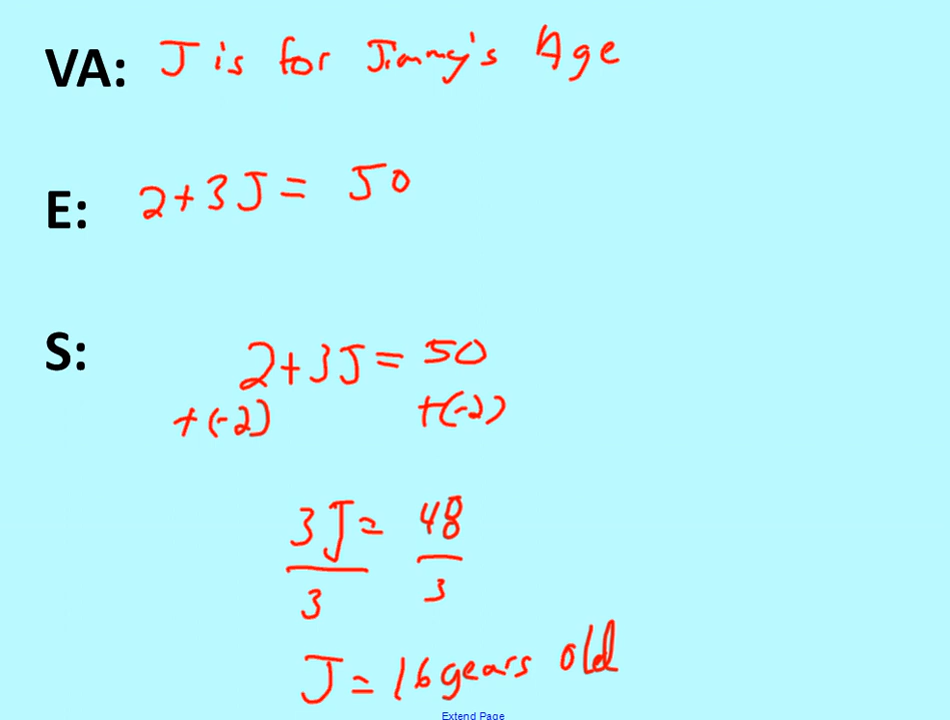 VA: J is for Jimmy's Age
E: 2+3J = 50
S: 2+3J = 50
+(-2) +(-2)
3J = 48
3 3
J = 16 years old
Extend Page